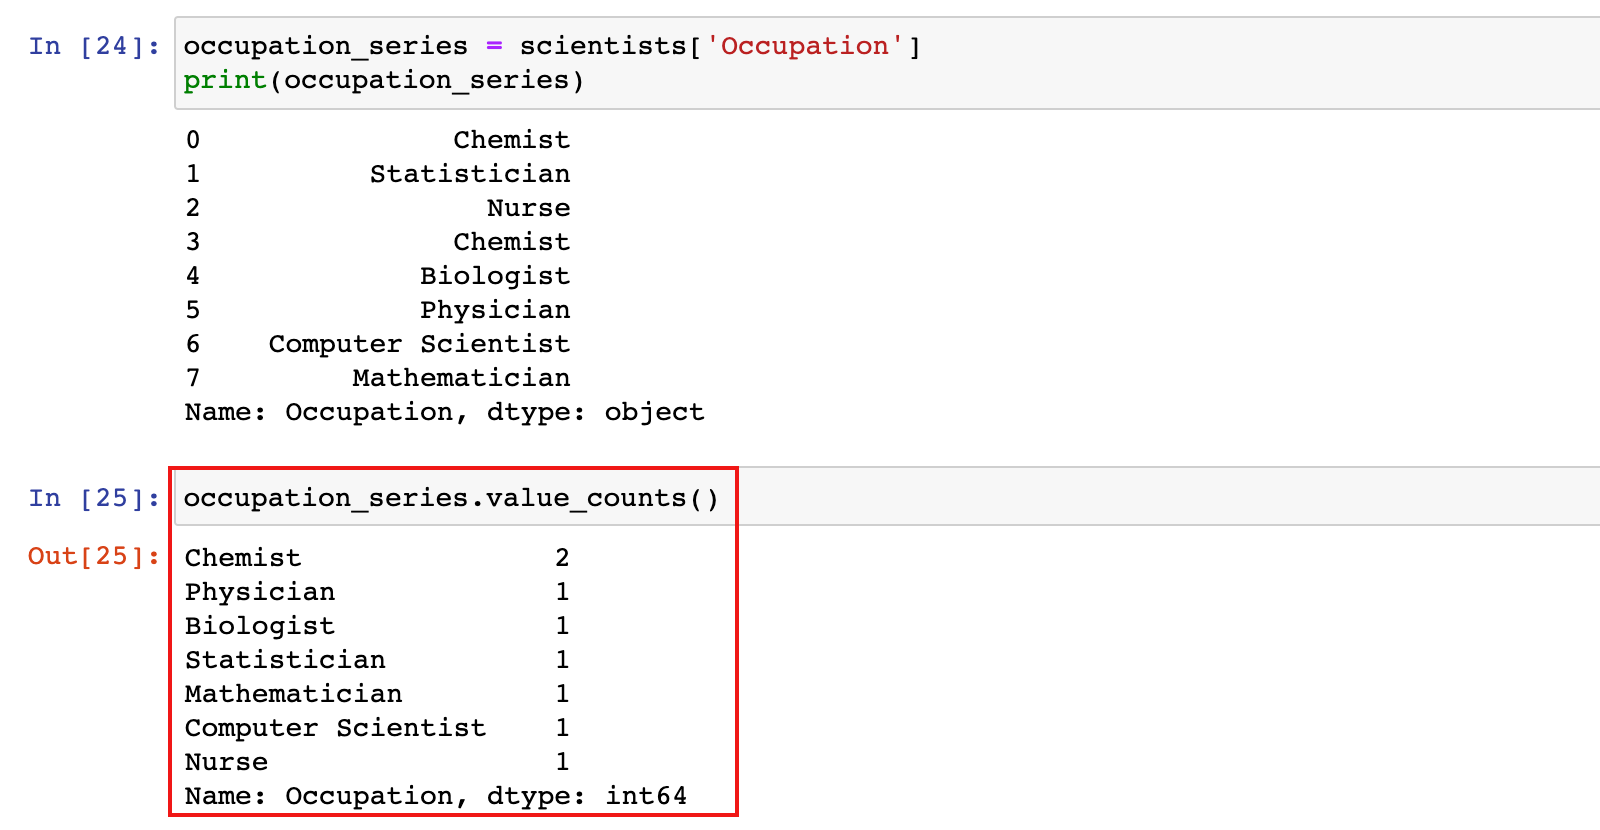 In [24]: occupation_series = scientists['Occupation']
print(occupation_series)
0               Chemist
1          Statistician
2                 Nurse
3               Chemist
4             Biologist
5             Physician
6    Computer Scientist
7         Mathematician
Name: Occupation, dtype: object
In [25]: occupation_series.value_counts()
Out[25]: Chemist               2
Physician             1
Biologist             1
Statistician          1
Mathematician         1
Computer Scientist    1
Nurse                 1
Name: Occupation, dtype: int64